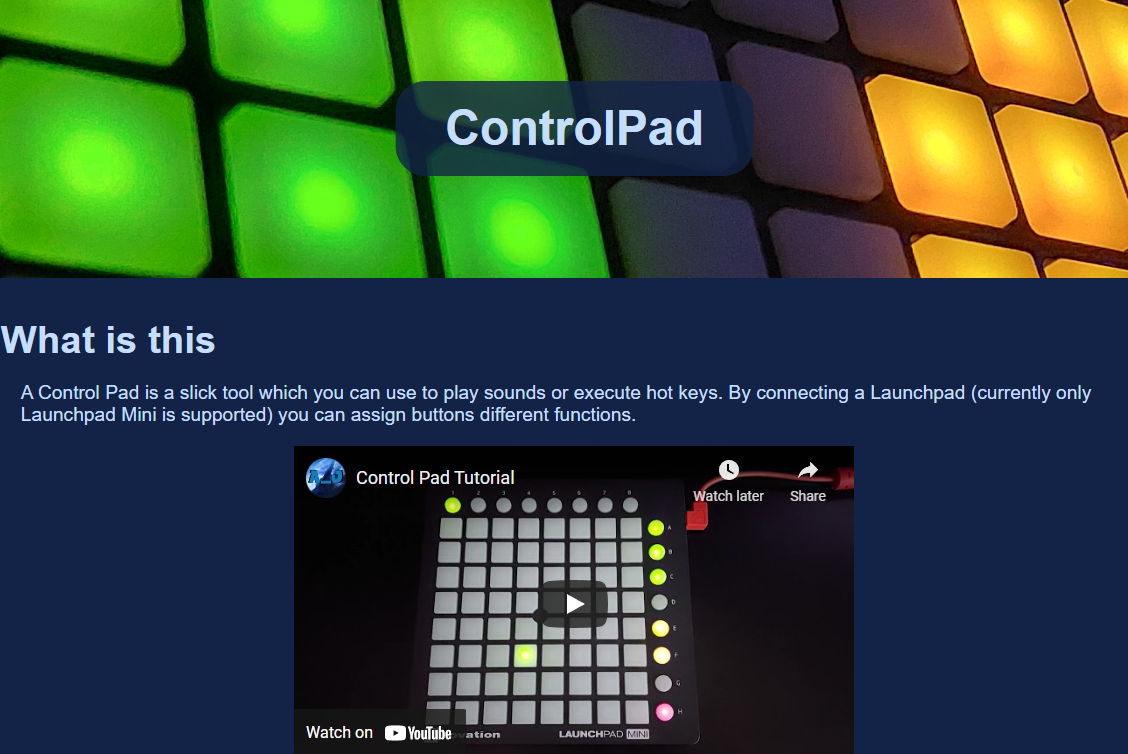 ControlPad
What is this
A Control Pad is a slick tool which you can use to play sounds or execute hot keys. By connecting a Launchpad (currently only
Launchpad Mini is supported) you can assign buttons different functions.
A_J
Control Pad Tutorial
Watch later
Share
1 2 3 4 5 6 7 8
A
B
C
D
E
F
G
H
Watch on YouTube
LAUNCHPAD MINI